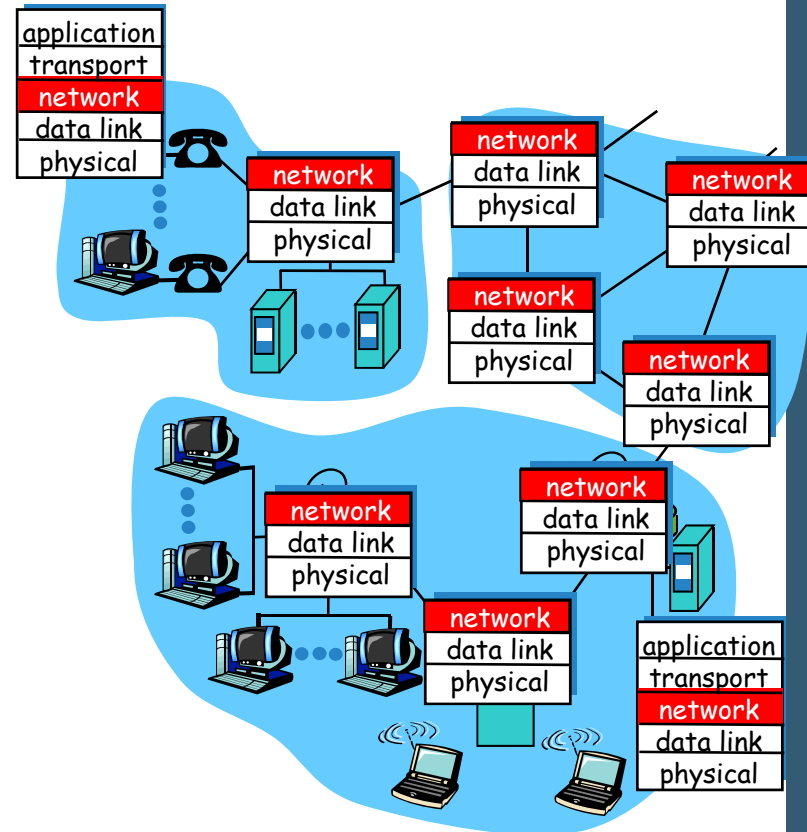 application
transport
network
data link
physical
network
data link
physical
network
data link
physical
network
data link
physical
network
data link
physical
network
data link
physical
network
data link
physical
network
data link
physical
network
data link
physical
application
transport
network
data link
physical